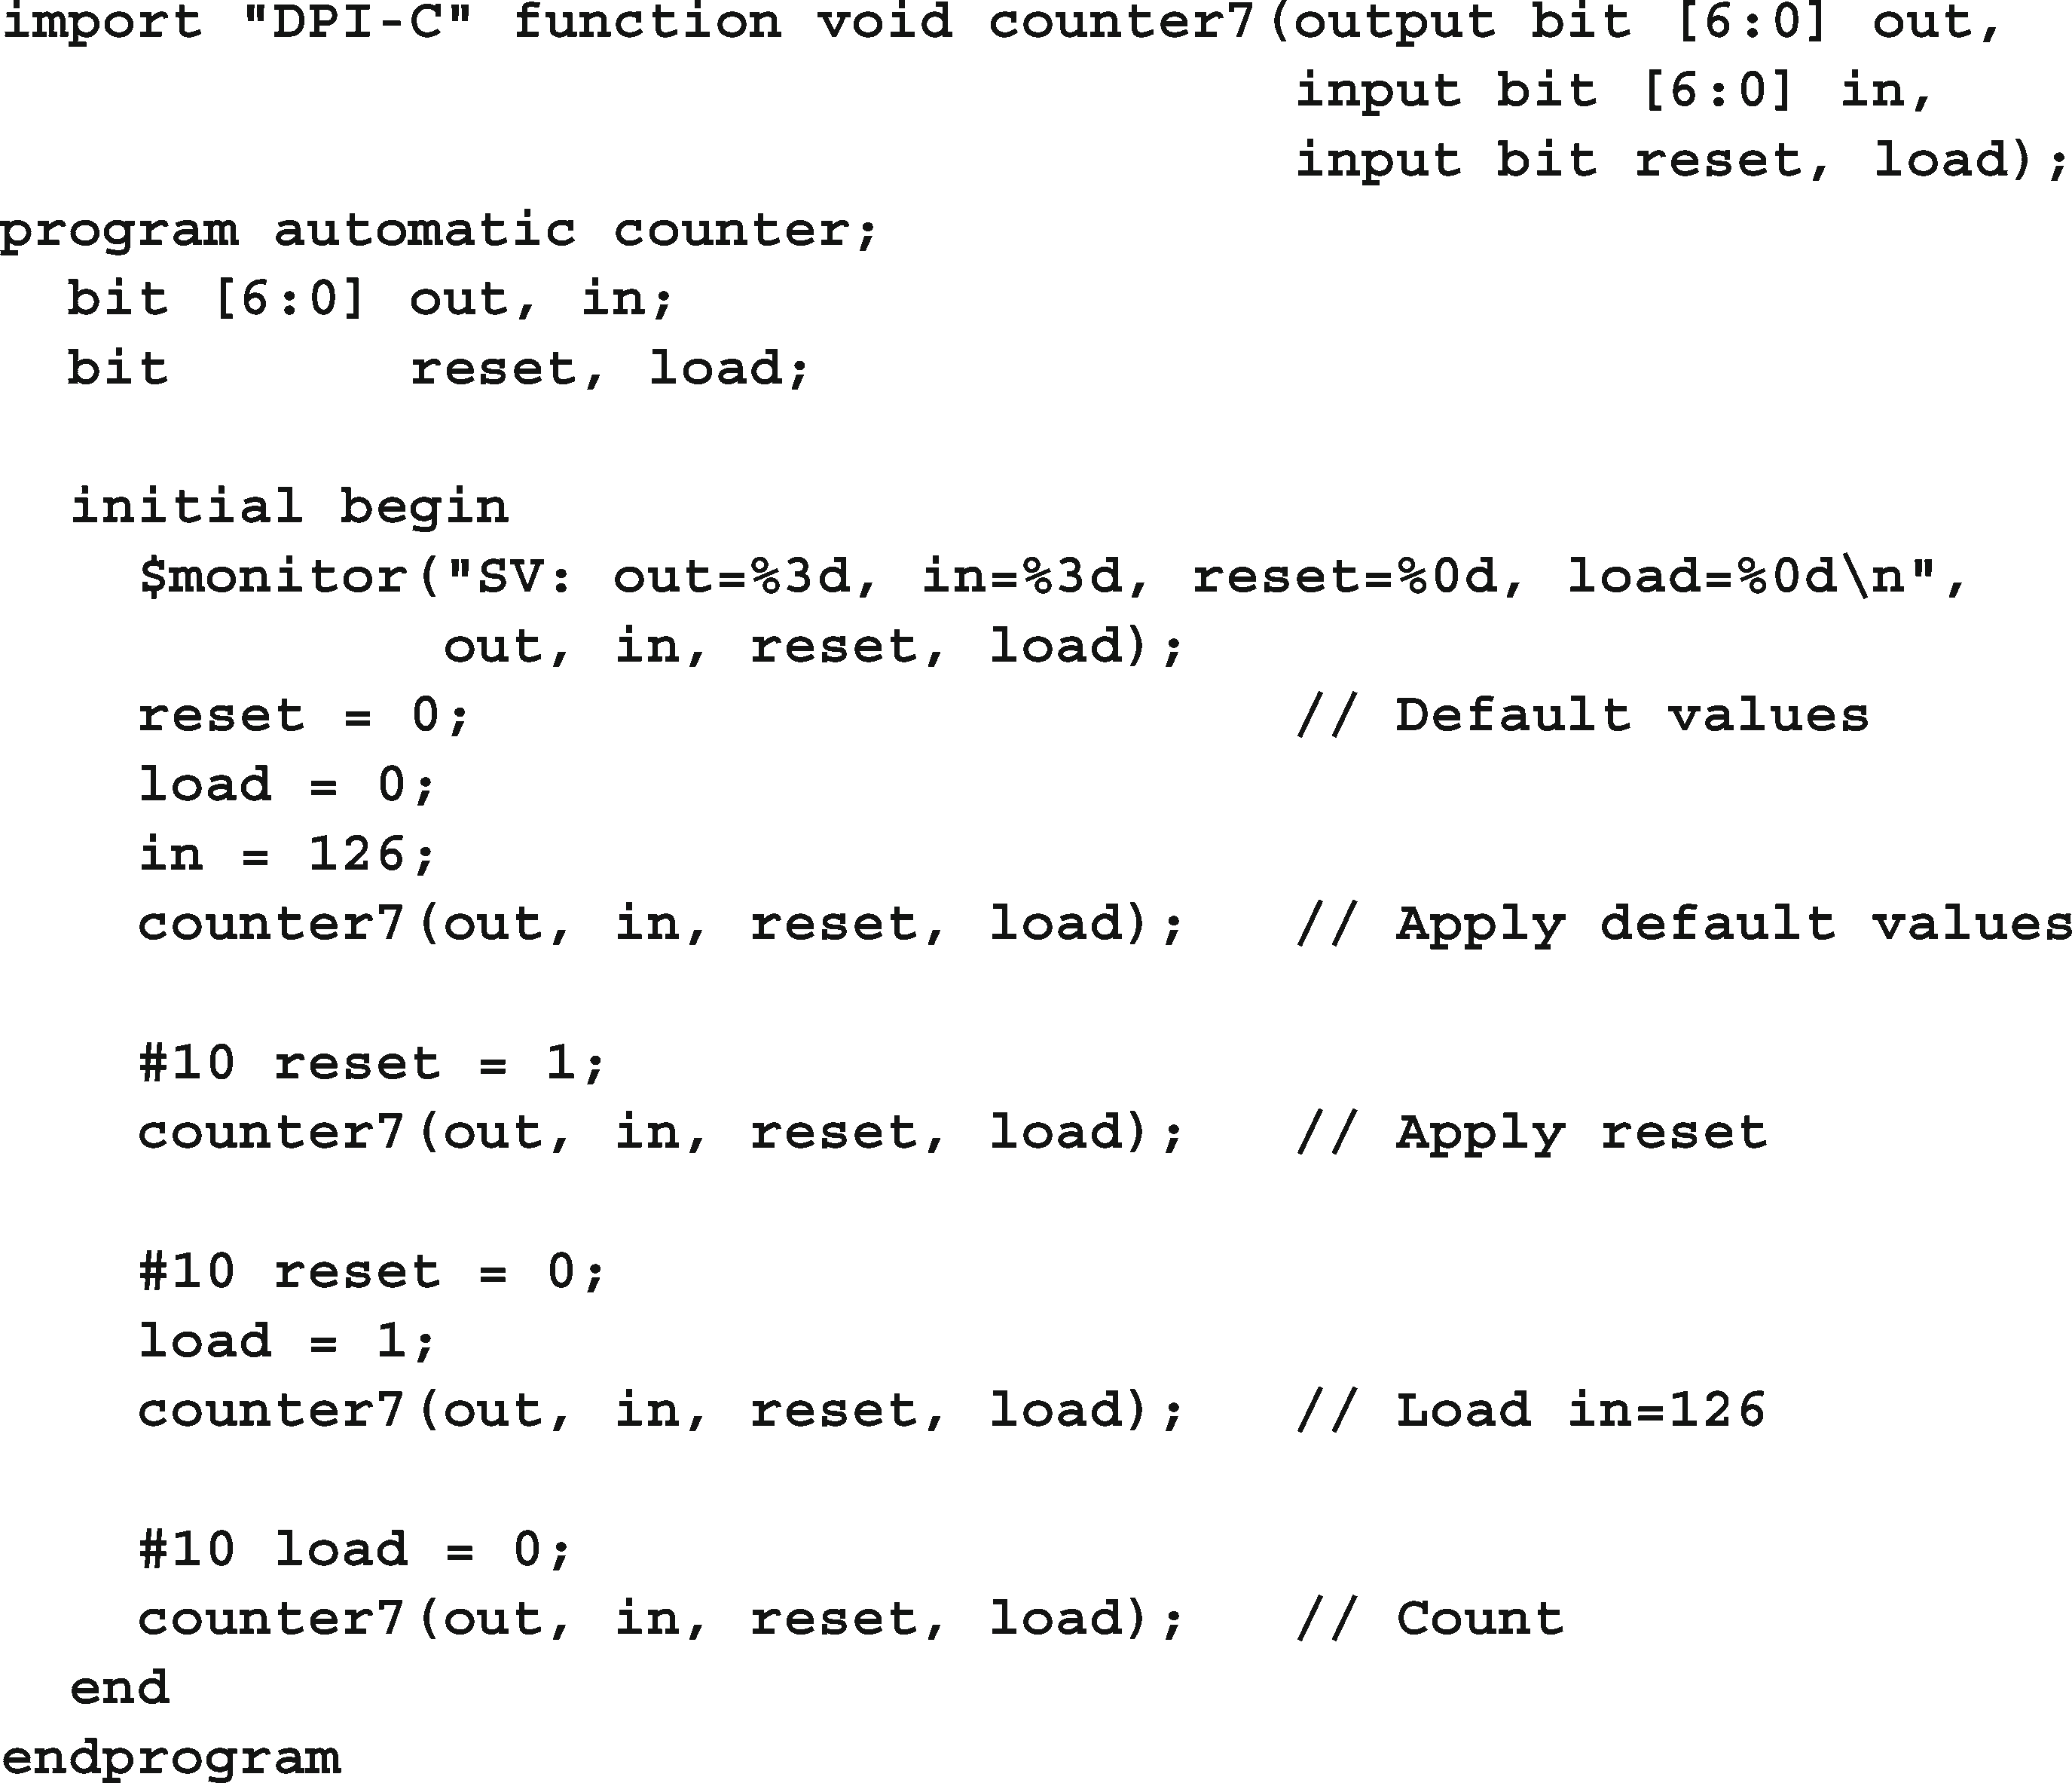 import "DPI-C" function void counter7(output bit [6:0] out,
                                      input bit [6:0] in,
                                      input bit reset, load);
program automatic counter;
  bit [6:0] out, in;
  bit       reset, load;

  initial begin
    $monitor("SV: out=%3d, in=%3d, reset=%0d, load=%0d\n",
             out, in, reset, load);
    reset = 0;                        // Default values
    load = 0;
    in = 126;
    counter7(out, in, reset, load);   // Apply default values

    #10 reset = 1;
    counter7(out, in, reset, load);   // Apply reset

    #10 reset = 0;
    load = 1;
    counter7(out, in, reset, load);   // Load in=126

    #10 load = 0;
    counter7(out, in, reset, load);   // Count
  end
endprogram